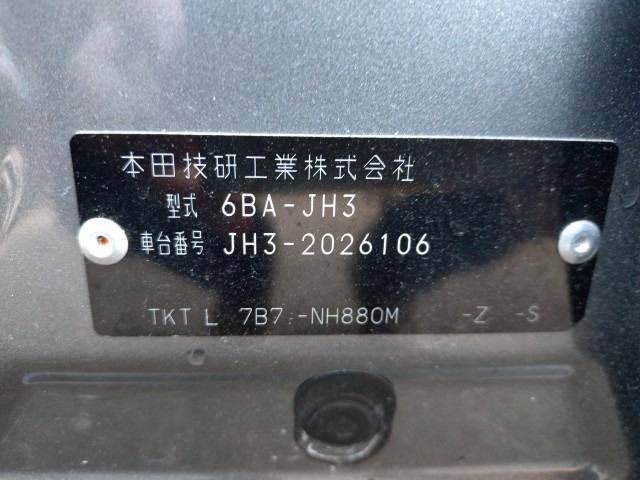 本田技研工業株式会社
型式 6BA-JH3
車台番号 JH3-2026106
TKT L 7B7 -NH880M -Z -S